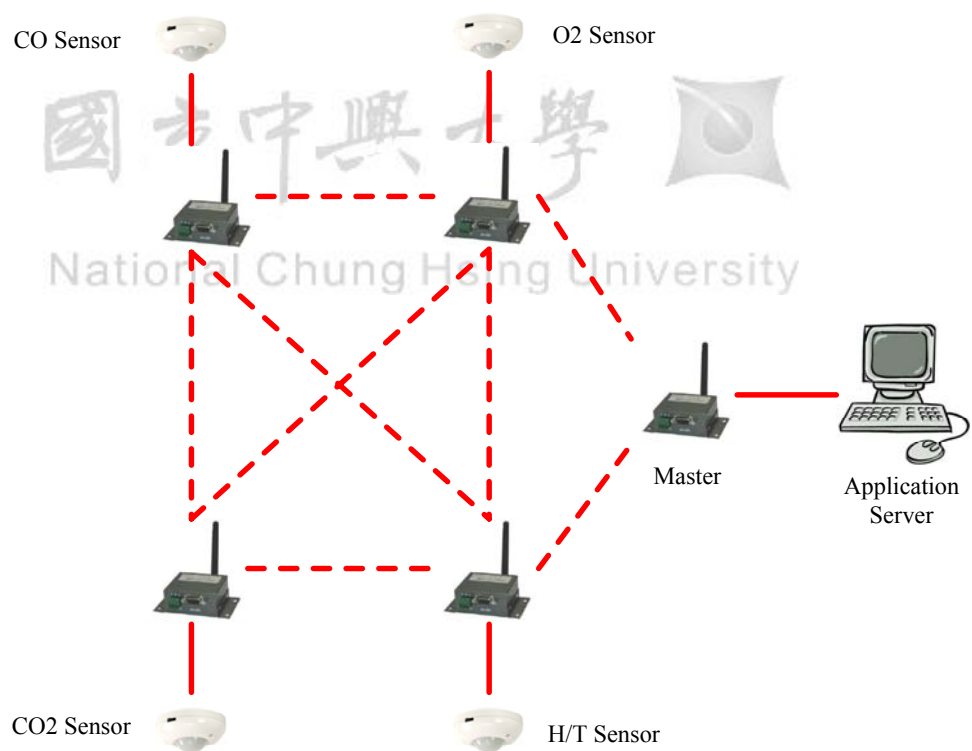 CO Sensor
O2 Sensor
國立中興大學
National Chung Hsing University
Master
Application
Server
CO2 Sensor
H/T Sensor